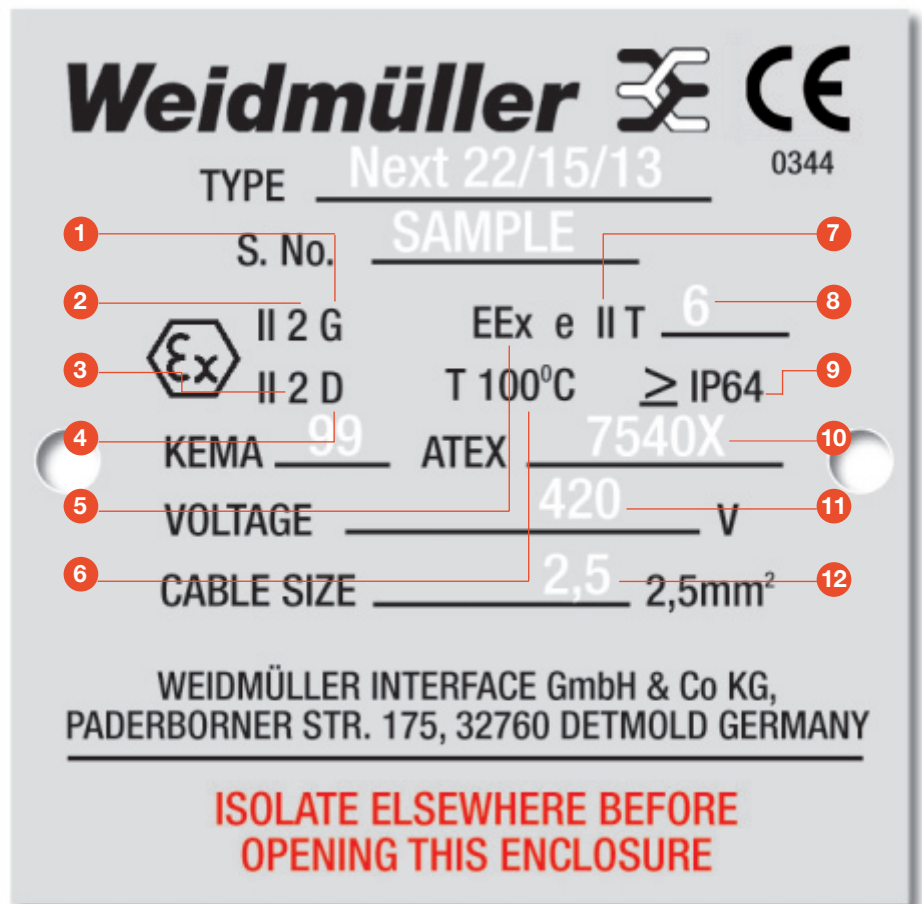 Weidmüller CE
0344
TYPE Next 22/15/13
S. No. SAMPLE
1
7
2
8
II 2 G EEx e II T 6
Ex
3
9
II 2 D T 100⁰C ≥ IP64
4
10
KEMA 99 ATEX 7540X
5
11
VOLTAGE 420 V
6
12
CABLE SIZE 2,5 2,5mm²
WEIDMÜLLER INTERFACE GmbH & Co KG,
PADERBORNER STR. 175, 32760 DETMOLD GERMANY
ISOLATE ELSEWHERE BEFORE
OPENING THIS ENCLOSURE